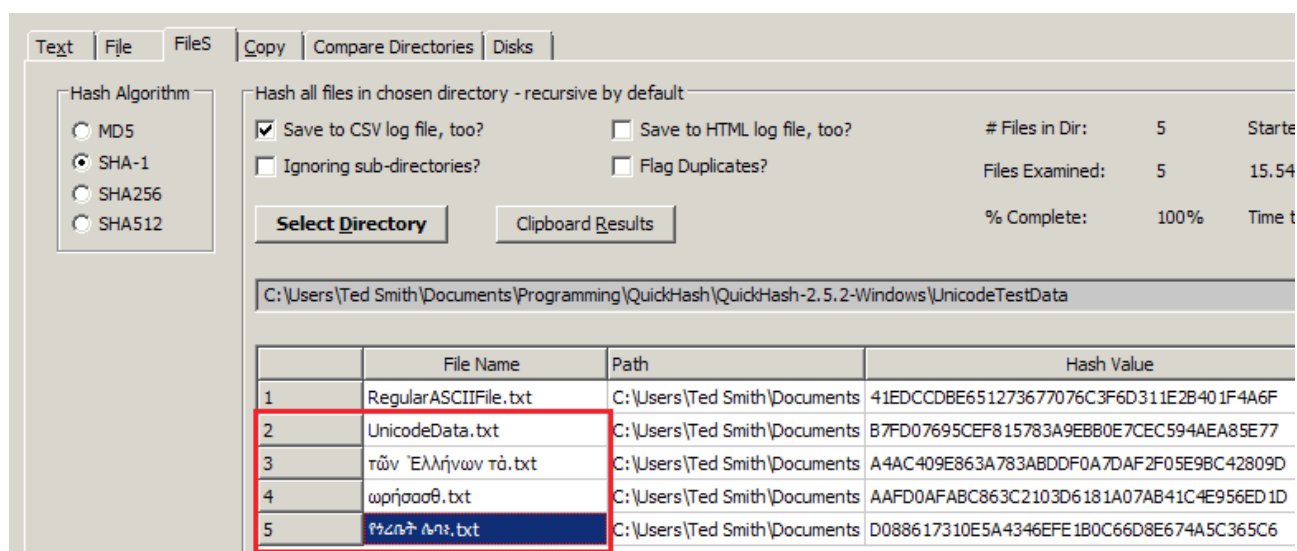 Text File FileS Copy Compare Directories Disks
Hash Algorithm
MD5
SHA-1
SHA256
SHA512
Hash all files in chosen directory - recursive by default
Save to CSV log file, too? Save to HTML log file, too? # Files in Dir: 5 Starte
Ignoring sub-directories? Flag Duplicates? Files Examined: 5 15.54
Select Directory Clipboard Results % Complete: 100% Time t
C:\Users\Ted Smith\Documents\Programming\QuickHash\QuickHash-2.5.2-Windows\UnicodeTestData
File Name Path Hash Value
1 RegularASCIIFile.txt C:\Users\Ted Smith\Documents 41EDCCDBE651273677076C3F6D311E2B401F4A6F
2 UnicodeData.txt C:\Users\Ted Smith\Documents B7FD07695CEF815783A9EBB0E7CEC594AEA85E77
3 τῶν Ἑλλήνων τὰ.txt C:\Users\Ted Smith\Documents A4AC409E863A783ABDDF0A7DAF2F05E9BC42809D
4 ωρήσασθ.txt C:\Users\Ted Smith\Documents AAFD0AFABC863C2103D6181A07AB41C4E956ED1D
5 .txt C:\Users\Ted Smith\Documents D088617310E5A4346EFE1B0C66D8E674A5C365C6